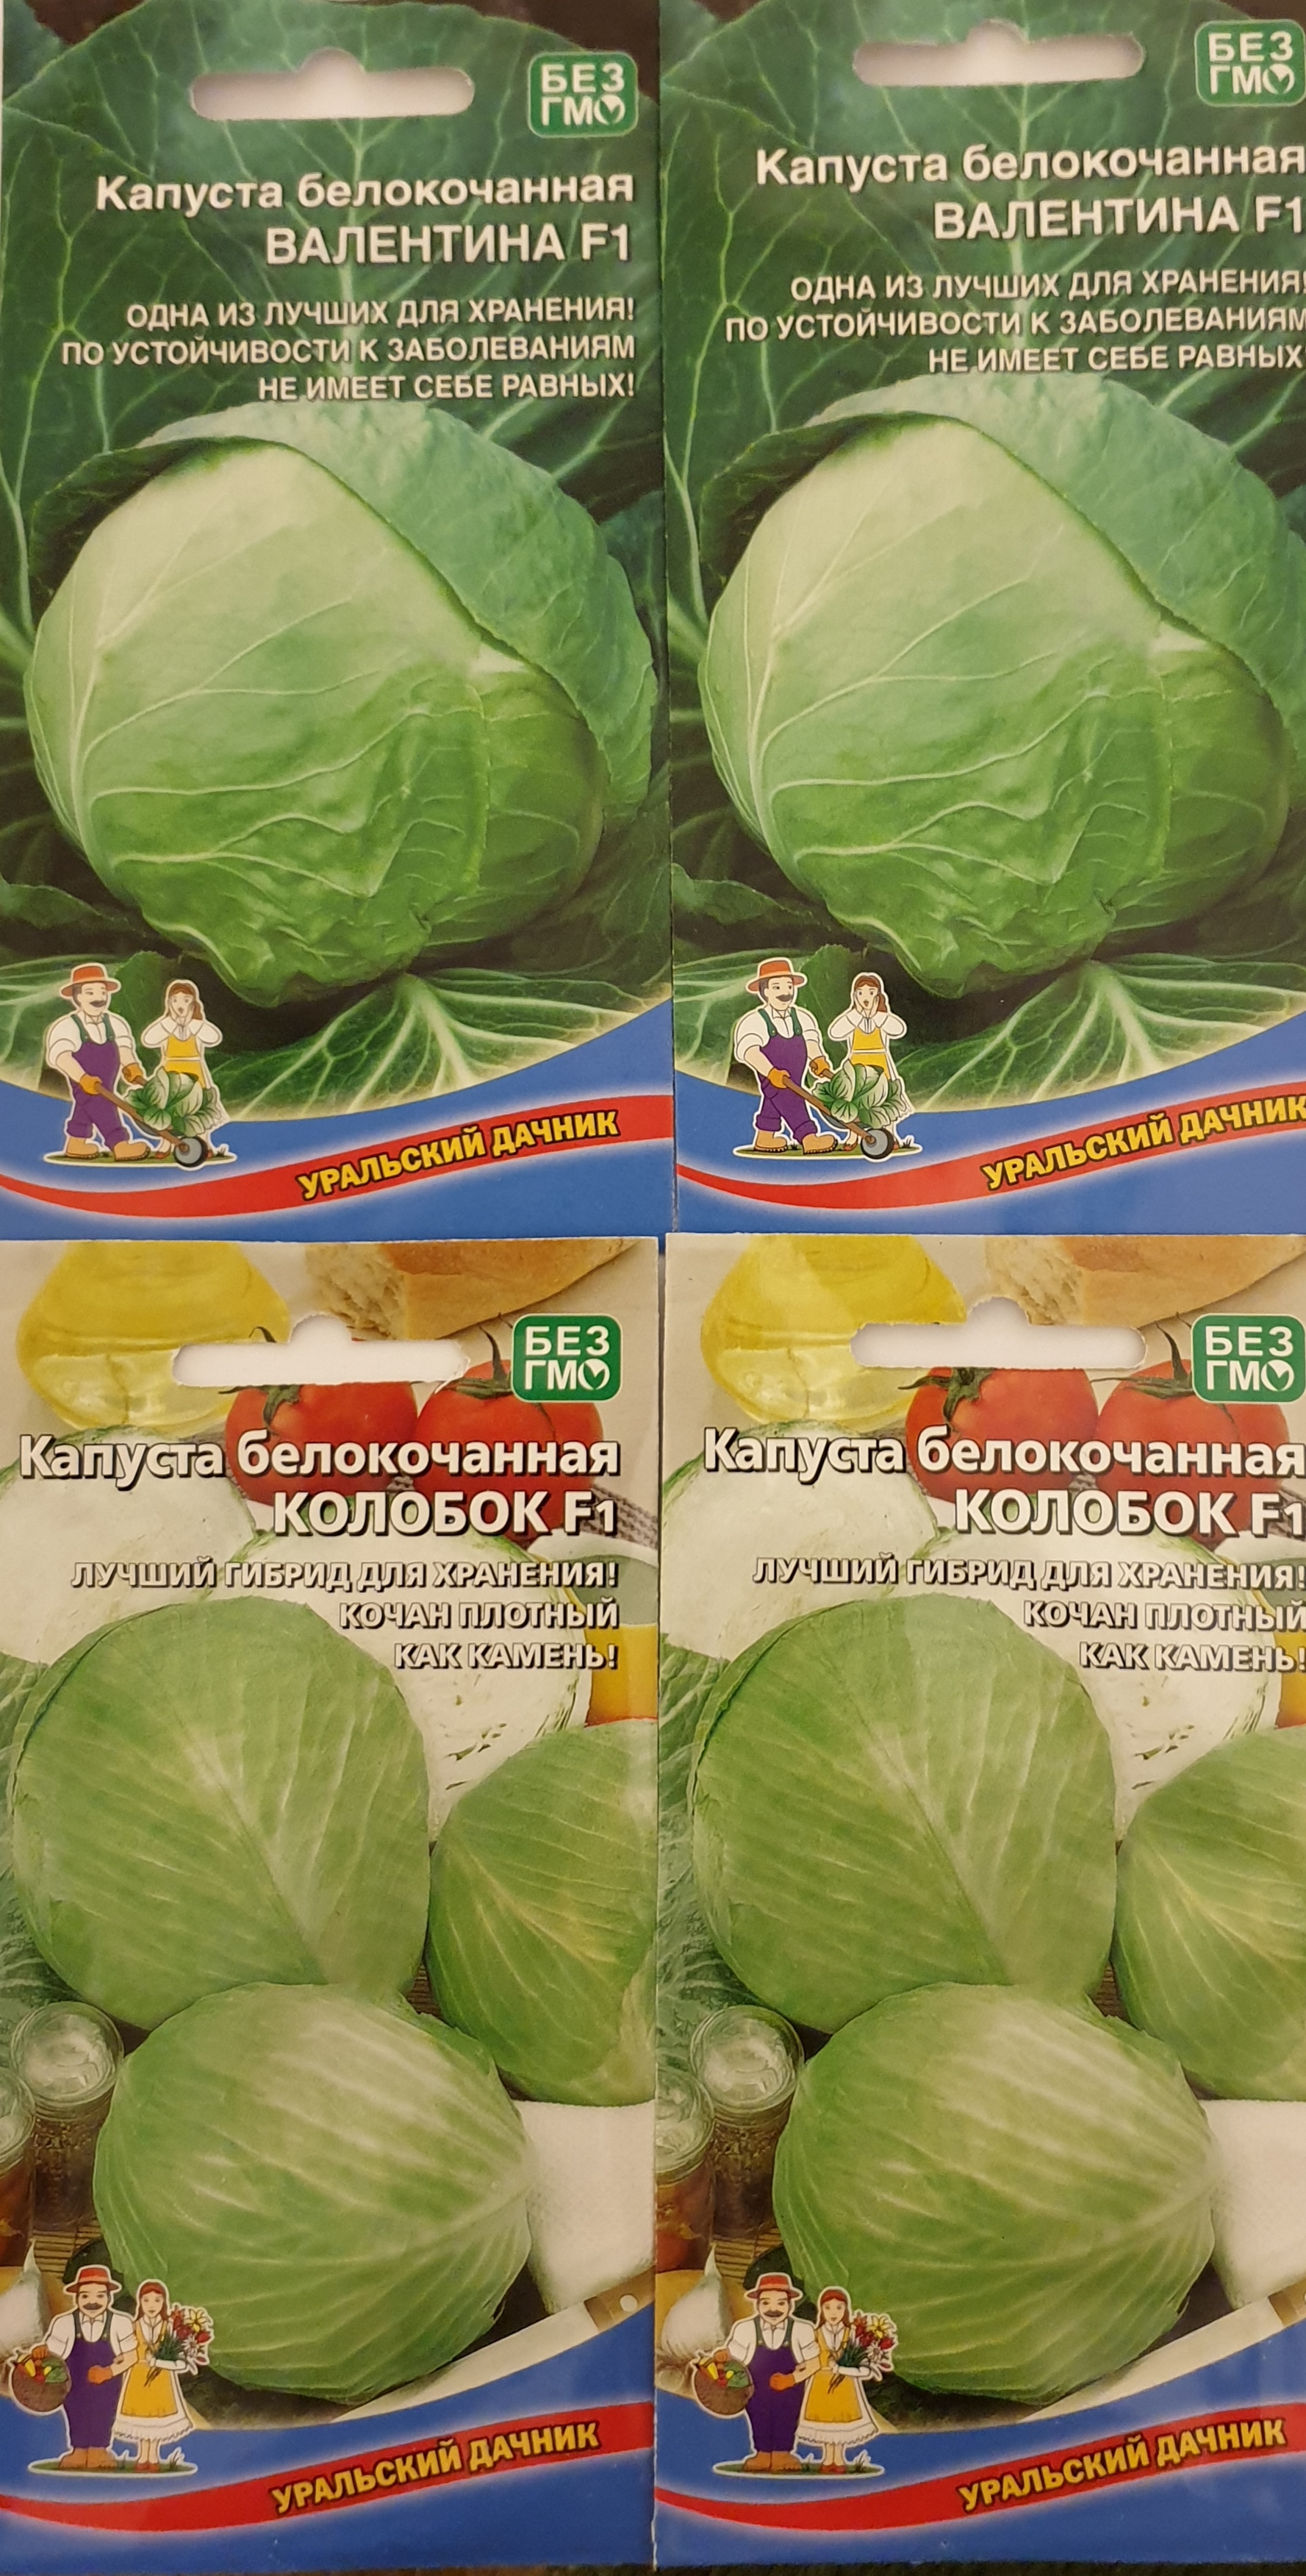 БЕЗ
ГМО
Капуста белокочанная
ВАЛЕНТИНА F1
ОДНА ИЗ ЛУЧШИХ ДЛЯ ХРАНЕНИЯ!
ПО УСТОЙЧИВОСТИ К ЗАБОЛЕВАНИЯМ
НЕ ИМЕЕТ СЕБЕ РАВНЫХ!
УРАЛЬСКИЙ ДАЧНИК
БЕЗ
ГМО
Капуста белокочанная
ВАЛЕНТИНА F1
ОДНА ИЗ ЛУЧШИХ ДЛЯ ХРАНЕНИЯ!
ПО УСТОЙЧИВОСТИ К ЗАБОЛЕВАНИЯМ
НЕ ИМЕЕТ СЕБЕ РАВНЫХ
УРАЛЬСКИЙ ДАЧНИК
БЕЗ
ГМО
Капуста белокочанная
КОЛОБОК F1
ЛУЧШИЙ ГИБРИД ДЛЯ ХРАНЕНИЯ!
КОЧАН ПЛОТНЫЙ
КАК КАМЕНЬ!
УРАЛЬСКИЙ ДАЧНИК
БЕЗ
ГМО
Капуста белокочанная
КОЛОБОК F1
ЛУЧШИЙ ГИБРИД ДЛЯ ХРАНЕНИЯ!
КОЧАН ПЛОТНЫЙ
КАК КАМЕНЬ!
УРАЛЬСКИЙ ДАЧНИК